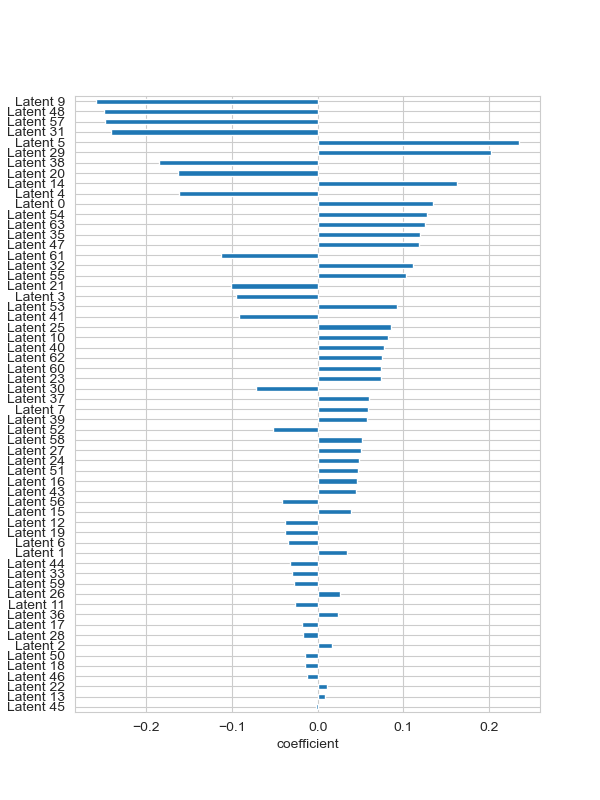 Latent 9
Latent 48
Latent 57
Latent 31
Latent 5
Latent 29
Latent 38
Latent 20
Latent 14
Latent 4
Latent 0
Latent 54
Latent 63
Latent 35
Latent 47
Latent 61
Latent 32
Latent 55
Latent 21
Latent 3
Latent 53
Latent 41
Latent 25
Latent 10
Latent 40
Latent 62
Latent 60
Latent 23
Latent 30
Latent 37
Latent 7
Latent 39
Latent 52
Latent 58
Latent 27
Latent 24
Latent 51
Latent 16
Latent 43
Latent 56
Latent 15
Latent 12
Latent 19
Latent 6
Latent 1
Latent 44
Latent 33
Latent 59
Latent 26
Latent 11
Latent 36
Latent 17
Latent 28
Latent 2
Latent 50
Latent 18
Latent 46
Latent 22
Latent 13
Latent 45
−0.2 −0.1 0.0 0.1 0.2
coefficient